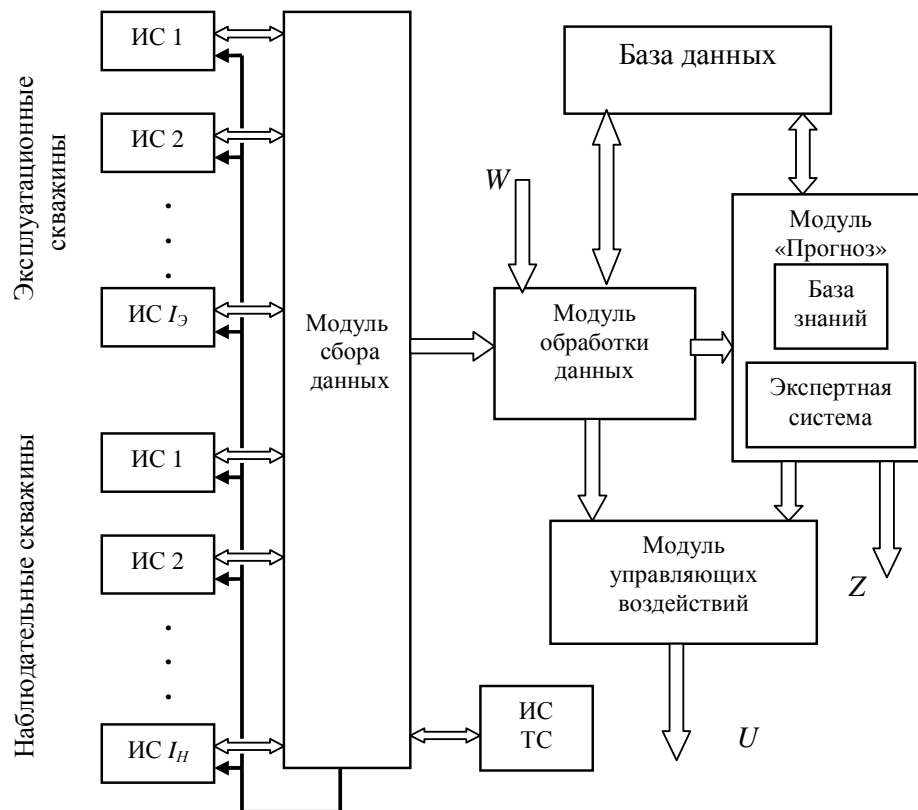 Эксплуатационные
скважины
ИС 1
ИС 2
ИС IЭ
Наблюдательные скважины
ИС 1
ИС 2
ИС IН
Модуль
сбора
данных
База данных
W
Модуль
обработки
данных
Модуль
«Прогноз»
База
знаний
Экспертная
система
Модуль
управляющих
воздействий
Z
ИС
ТС
U